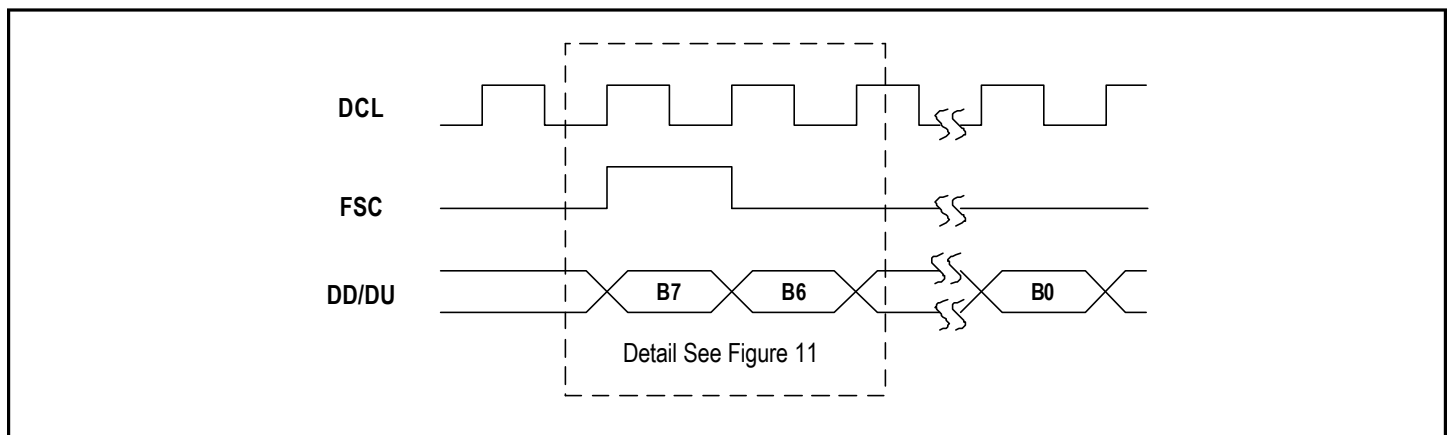 DCL
FSC
DD/DU
B7
B6
B0
Detail See Figure 11